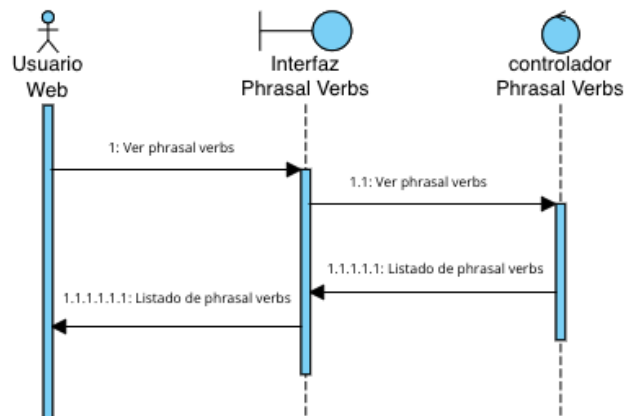 Usuario
Web
Interfaz
Phrasal Verbs
controlador
Phrasal Verbs
1: Ver phrasal verbs
1.1: Ver phrasal verbs
1.1.1.1.1: Listado de phrasal verbs
1.1.1.1.1.1: Listado de phrasal verbs